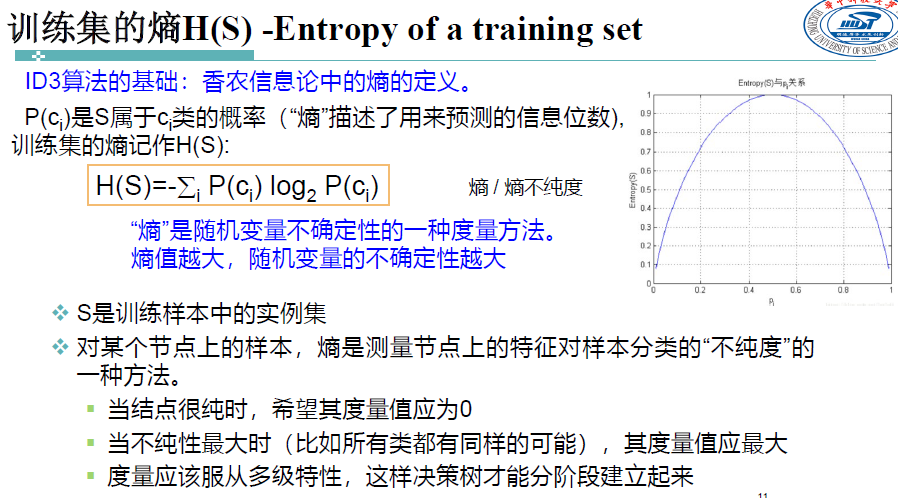 训练集的熵H(S) -Entropy of a training set
ID3算法的基础：香农信息论中的熵的定义。
P(ci)是S属于ci类的概率（“熵”描述了用来预测的信息位数),
训练集的熵记作H(S):
H(S)=-∑i P(ci) log2 P(ci)
熵 / 熵不纯度
“熵”是随机变量不确定性的一种度量方法。
熵值越大，随机变量的不确定性越大
Entropy(S)与pi关系
1
0.9
0.8
0.7
0.6
0.5
0.4
0.3
0.2
0.1
0
Entropy(S)
0
0.2
0.4
0.6
0.8
1
pi
S是训练样本中的实例集
对某个节点上的样本，熵是测量节点上的特征对样本分类的“不纯度”的
一种方法。
当结点很纯时，希望其度量值应为0
当不纯性最大时（比如所有类都有同样的可能），其度量值应最大
度量应该服从多级特性，这样决策树才能分阶段建立起来
11